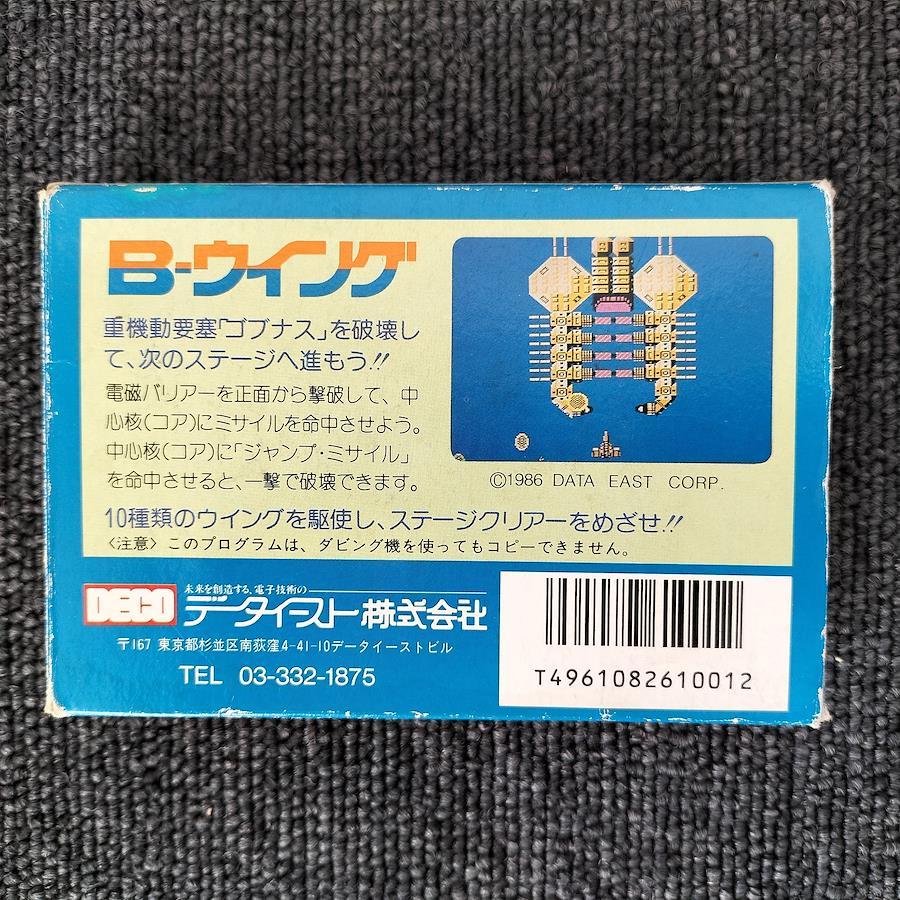 B-ウイング
重機動要塞「ゴブナス」を破壊し
て、次のステージへ進もう!!
電磁バリアーを正面から撃破して、中
心核(コア)にミサイルを命中させよう。
中心核(コア)に「ジャンプ・ミサイル」
を命中させると、一撃で破壊できます。
©1986 DATA EAST CORP.
10種類のウイングを駆使し、ステージクリアーをめざせ!!
〈注意〉このプログラムは、ダビング機を使ってもコピーできません。
DECO
未来を創造する、電子技術の
データイースト株式会社
〒167 東京都杉並区南荻窪4-41-10データイーストビル
TEL 03-332-1875
T4961082610012